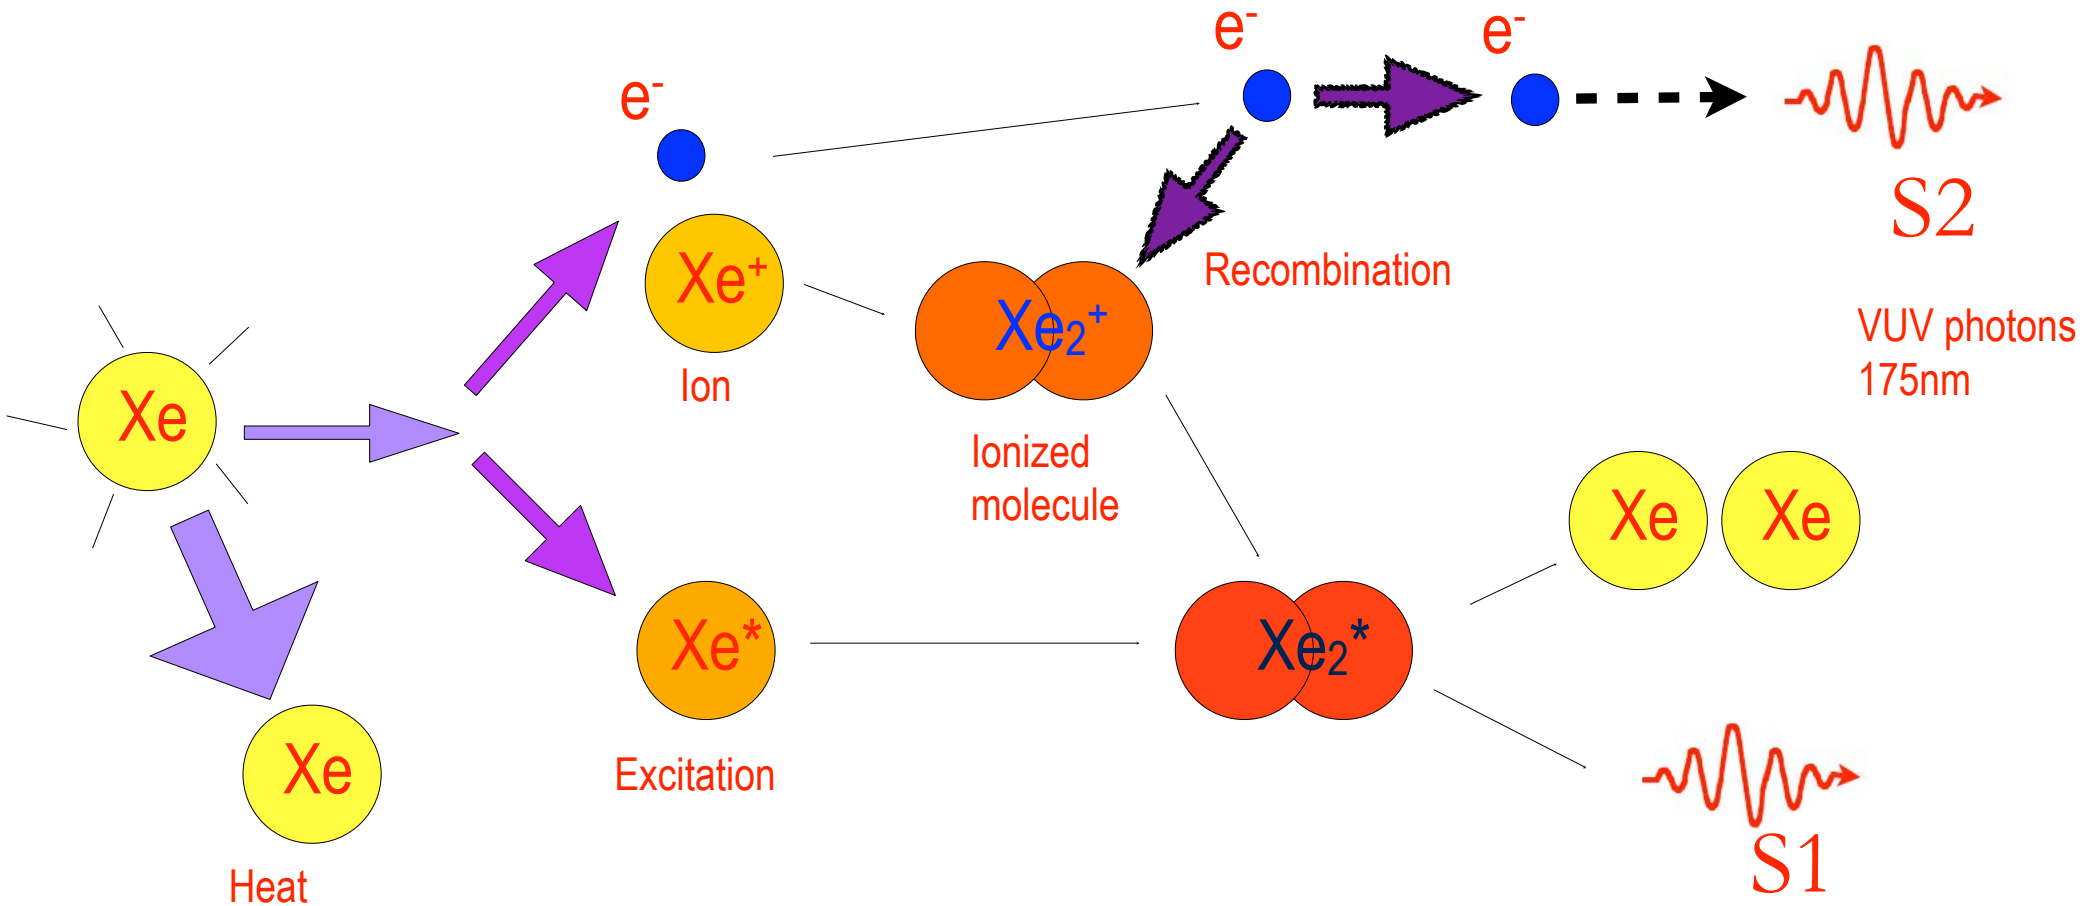 e⁻
e⁻
e⁻
S2
Xe⁺
Recombination
Xe₂⁺
VUV photons
175nm
Ion
Xe
Ionized
molecule
Xe
Xe
Xe*
Xe₂*
Excitation
Xe
S1
Heat